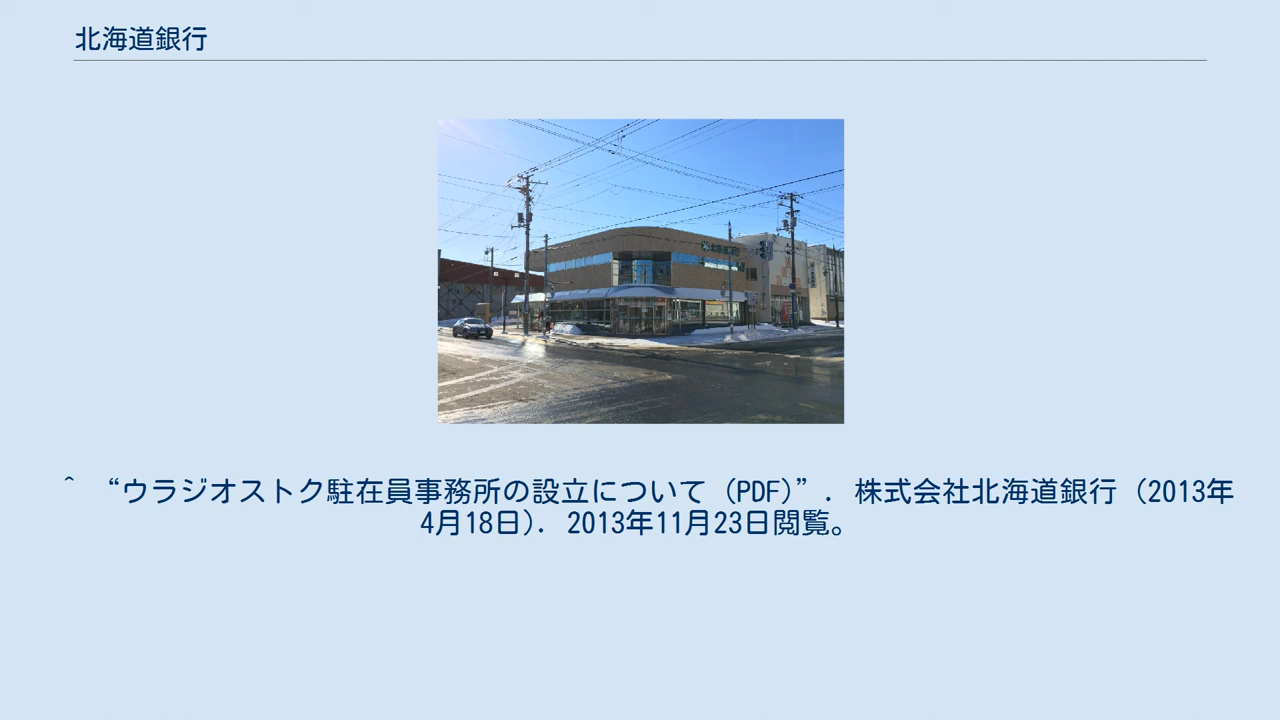 北海道銀行
^ “ウラジオストク駐在員事務所の設立について (PDF)”. 株式会社北海道銀行 (2013年
4月18日). 2013年11月23日閲覧。